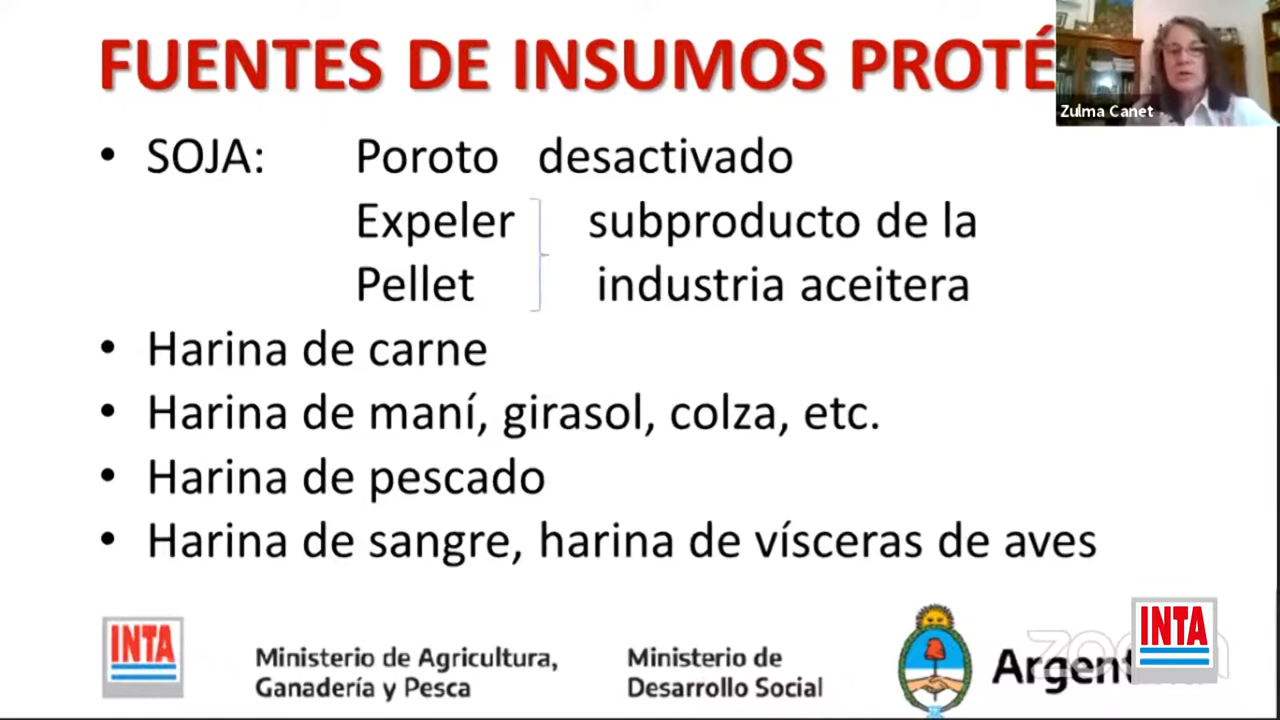 FUENTES DE INSUMOS PROTÉ
Zulma Canet
• SOJA: Poroto desactivado
Expeler subproducto de la
Pellet industria aceitera
• Harina de carne
• Harina de maní, girasol, colza, etc.
• Harina de pescado
• Harina de sangre, harina de vísceras de aves
INTA
Ministerio de Agricultura,
Ganadería y Pesca
Ministerio de
Desarrollo Social
Argent
zoom
INTA